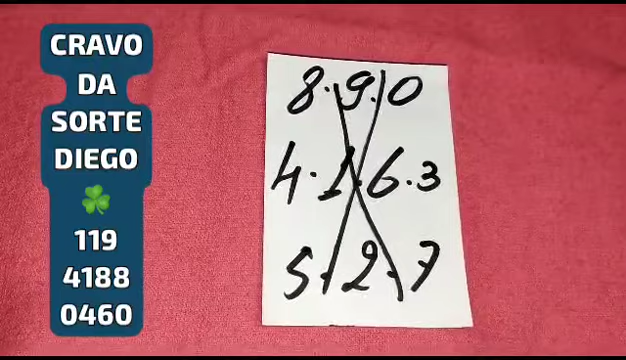 CRAVO
DA
SORTE
DIEGO
119
4188
0460
8.9.0
4.1.6.3
5.2.7